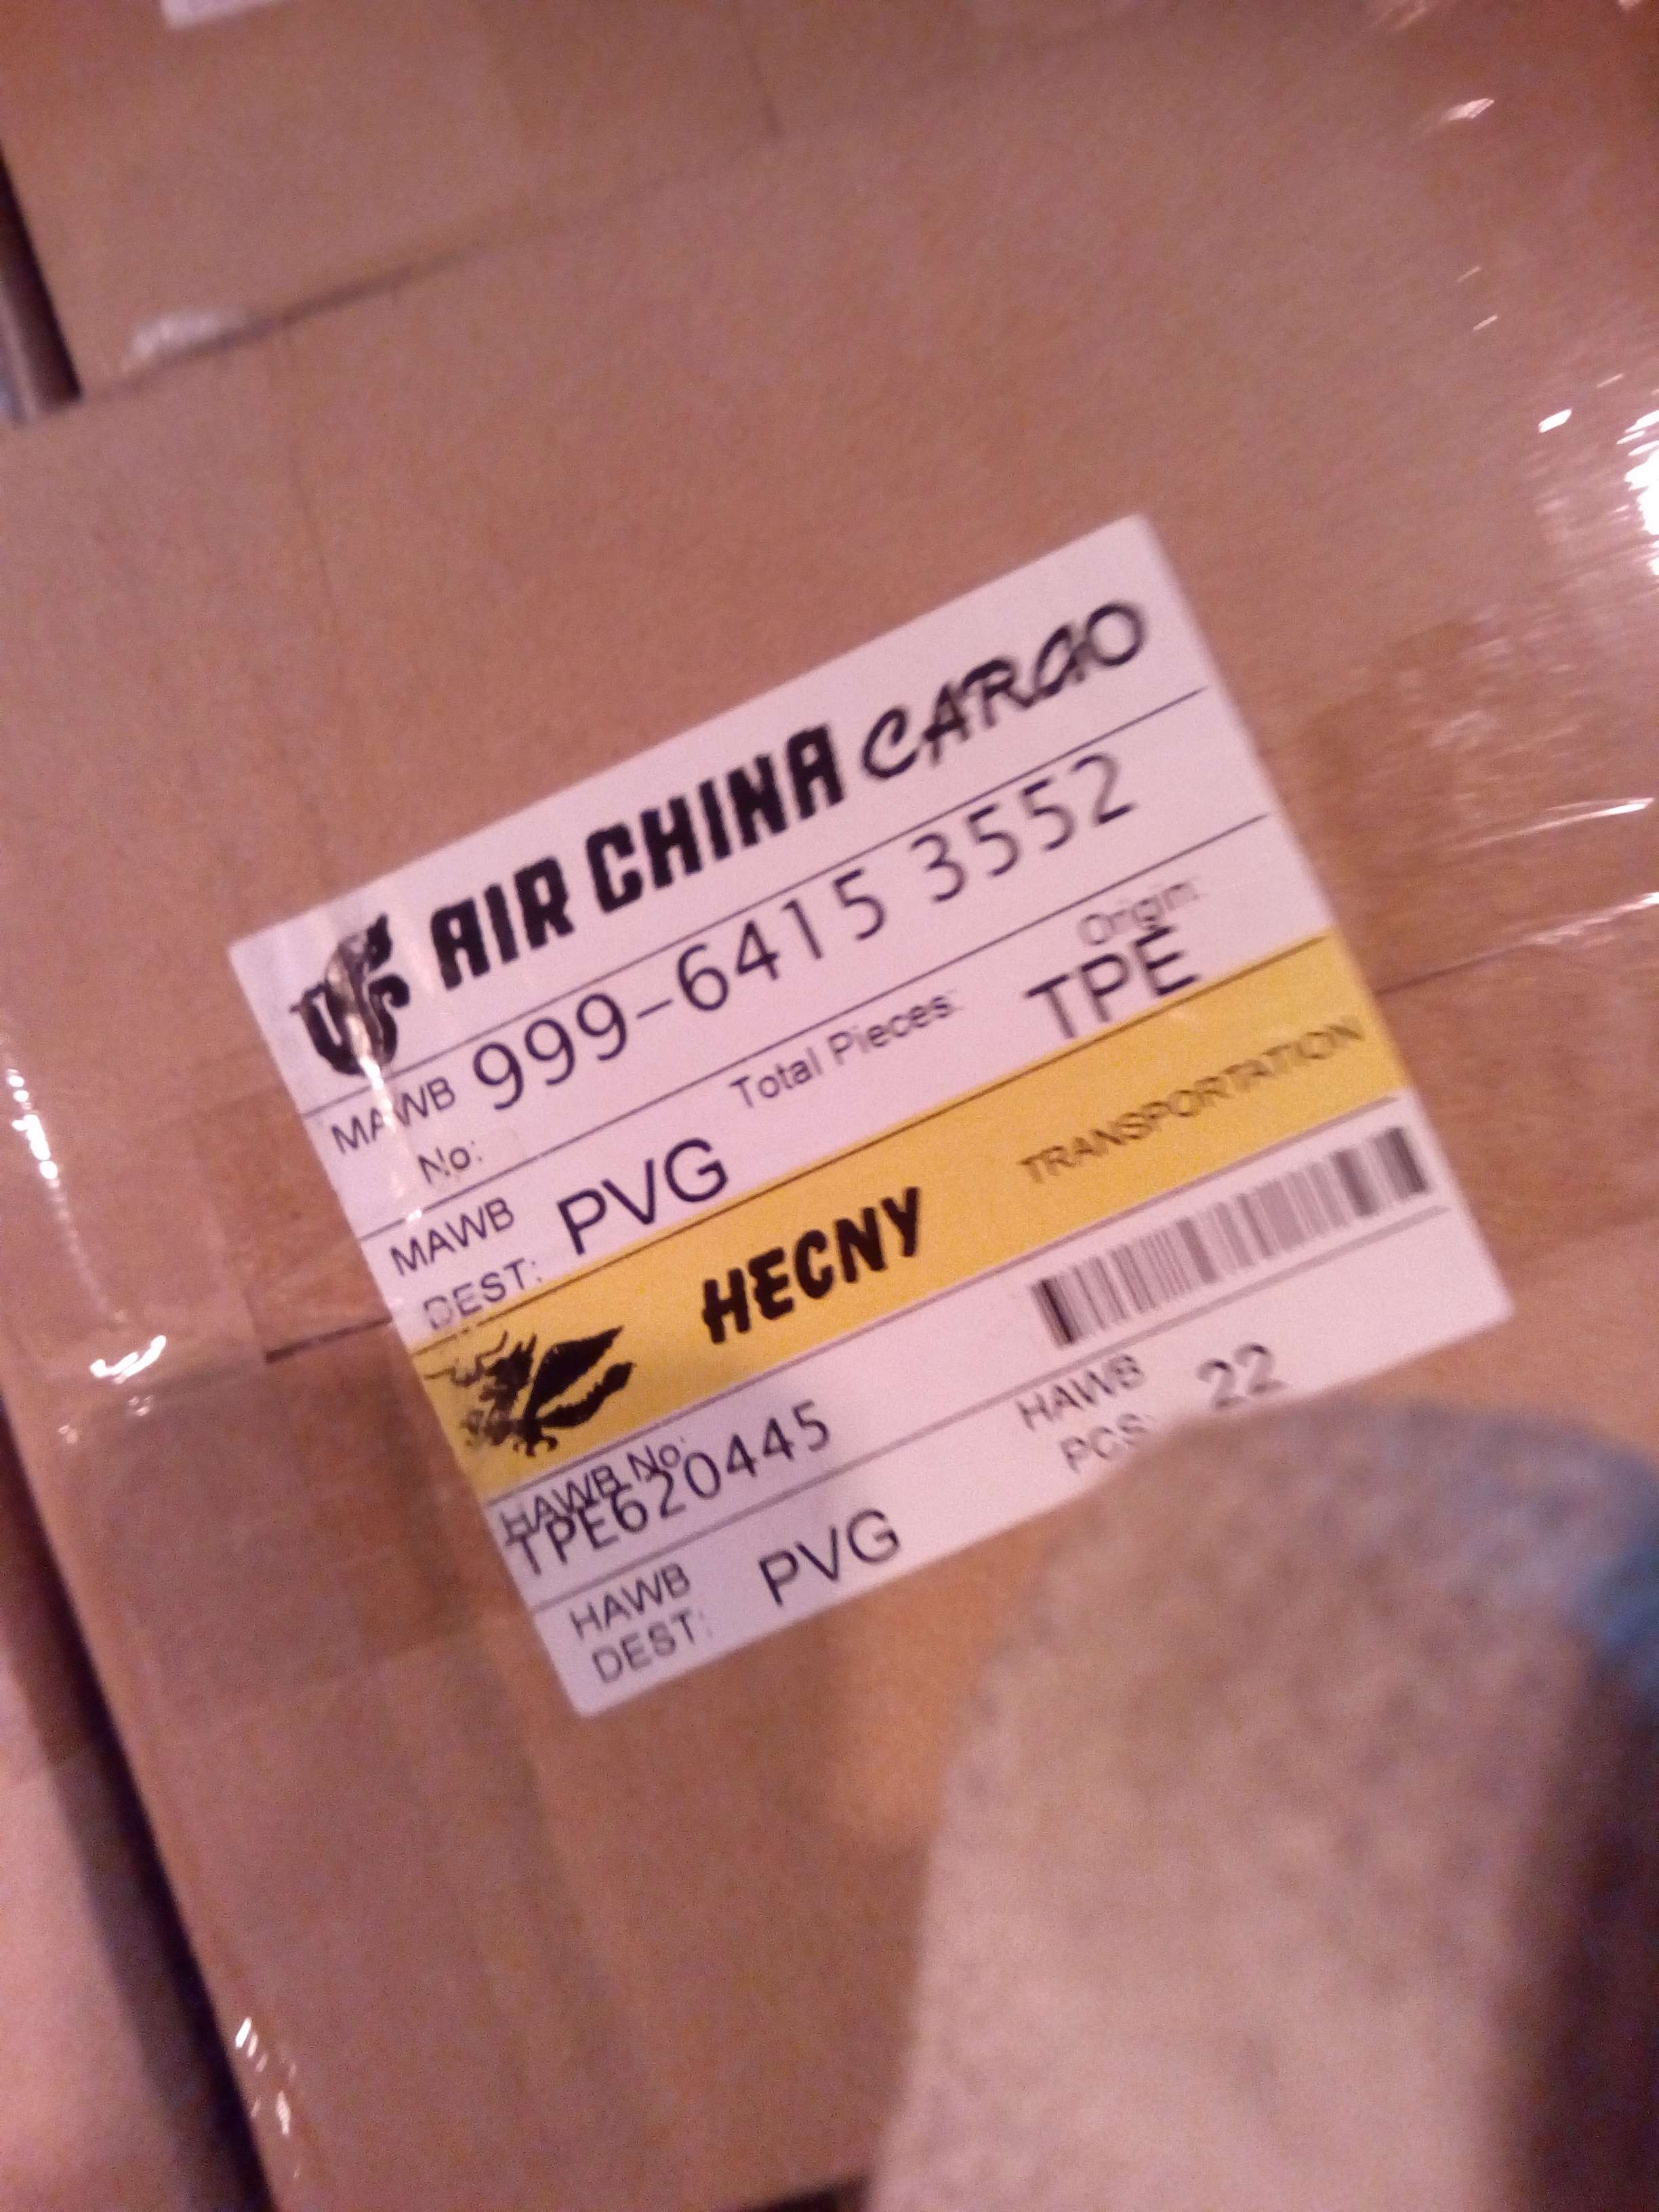 AIR CHINA CARGO
MAWB No: 999-6415 3552
MAWB DEST: PVG
Total Pieces:
Origin: TPE
HECNY TRANSPORTATION
HAWB No:
TPE620445
HAWB DEST: PVG
HAWB PCS: 22